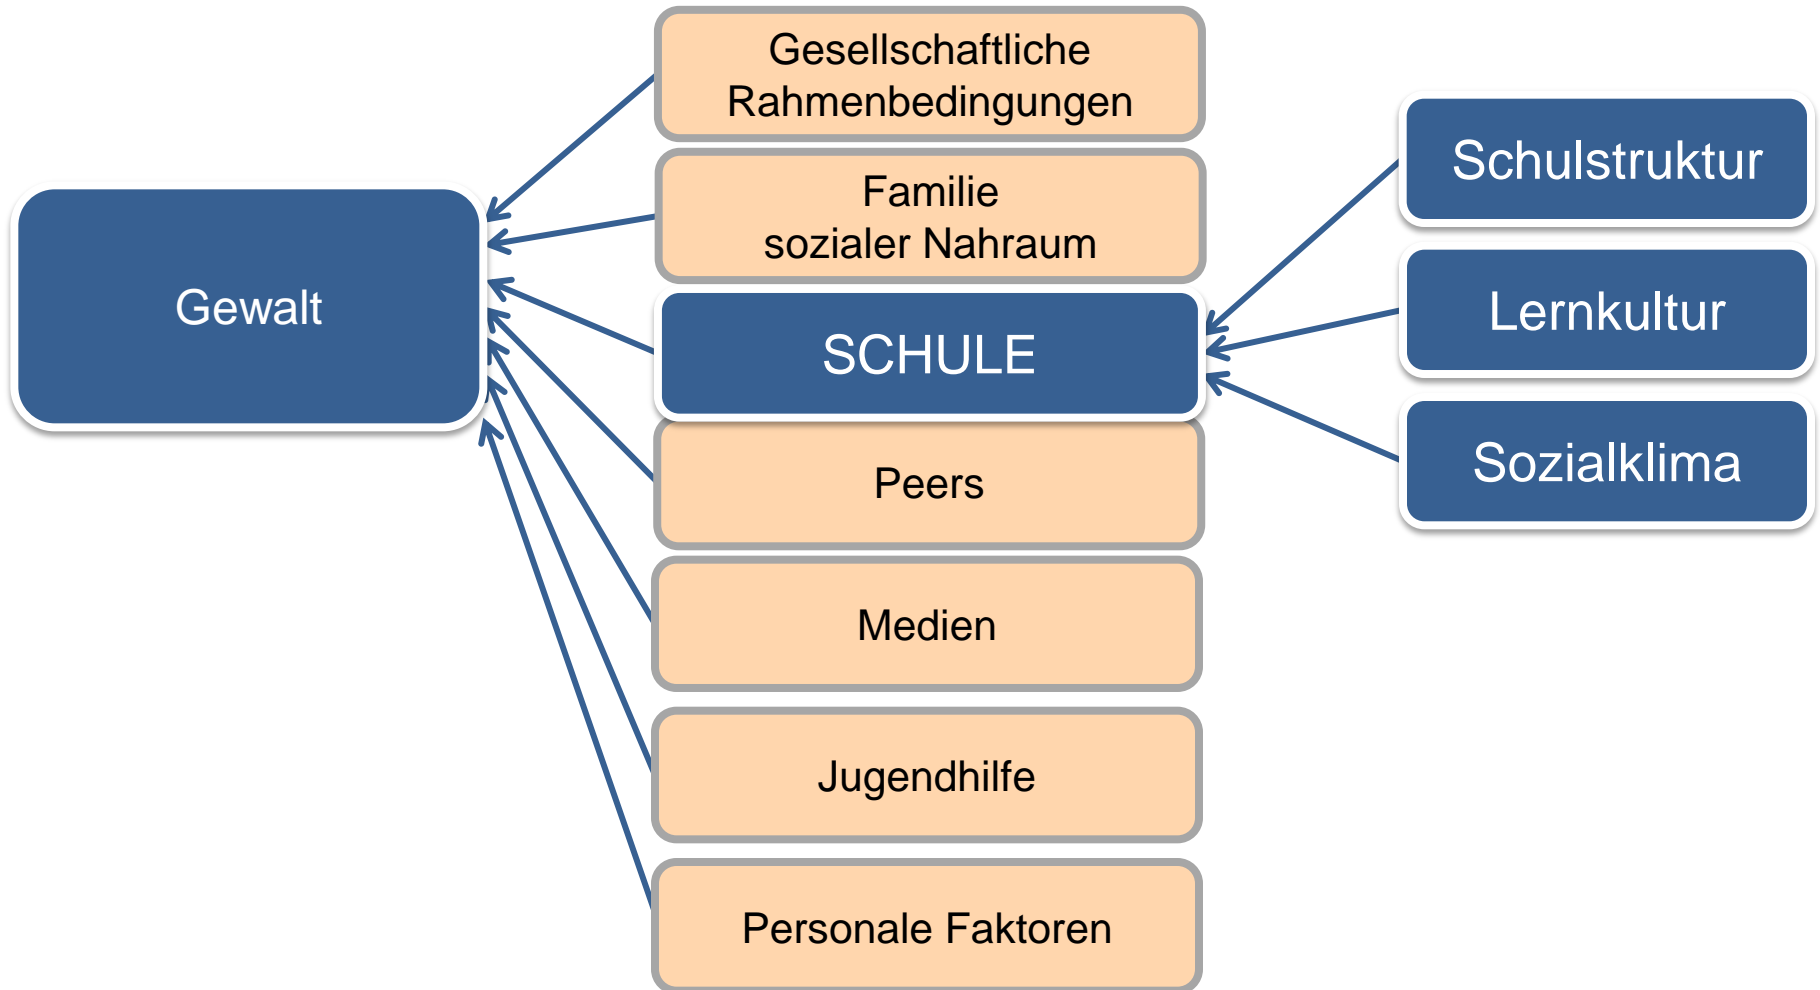 Gewalt
Gesellschaftliche
Rahmenbedingungen
Familie
sozialer Nahraum
SCHULE
Peers
Medien
Jugendhilfe
Personale Faktoren
Schulstruktur
Lernkultur
Sozialklima